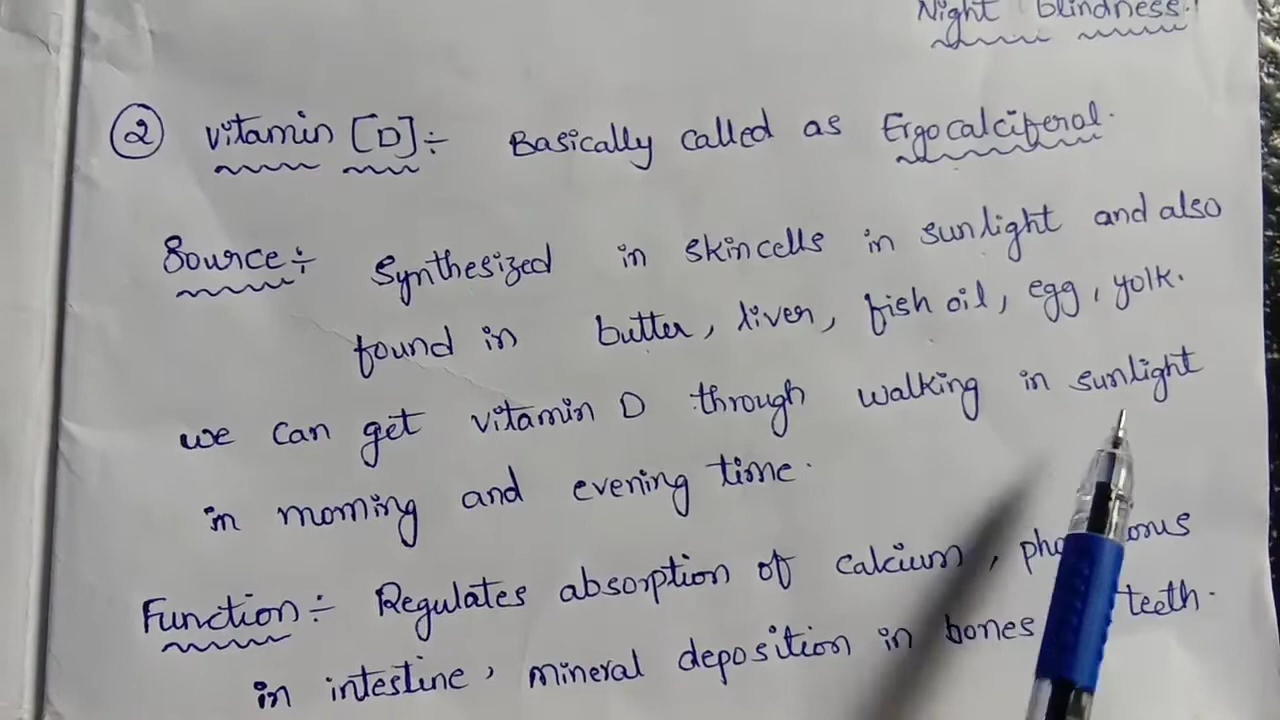 Night blindness.
② Vitamin [D]÷ Basically called as Ergocalciferal.
Source÷ Synthesized in skincells in sunlight and also
found in butter, liver, fish oil, egg, yolk.
we can get vitamin D through walking in sunlight
in morning and evening time.
Function÷ Regulates absorption of calcium,
in intestine, mineral deposition in bones teeth.